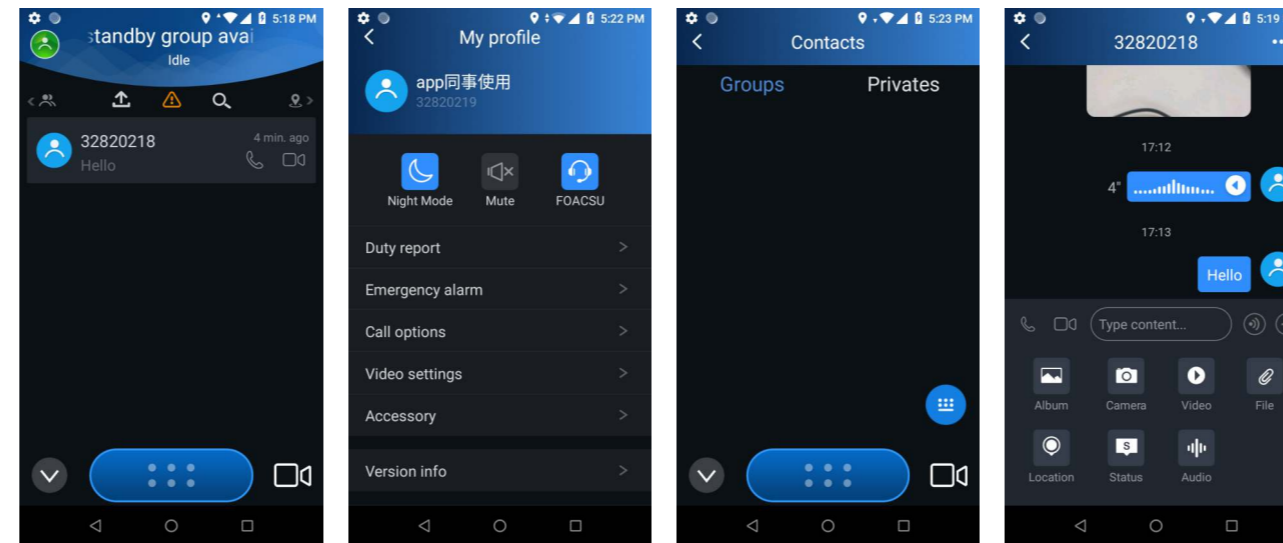 5:18 PM
standby group avai
Idle
32820218
4 min. ago
Hello
5:22 PM
My profile
app同事使用
32820219
Night Mode
Mute
FOACSU
Duty report
Emergency alarm
Call options
Video settings
Accessory
Version info
5:23 PM
Contacts
Groups
Privates
5:19
32820218
17:12
4"
17:13
Hello
Type content...
Album
Camera
Video
File
Location
S
Status
Audio